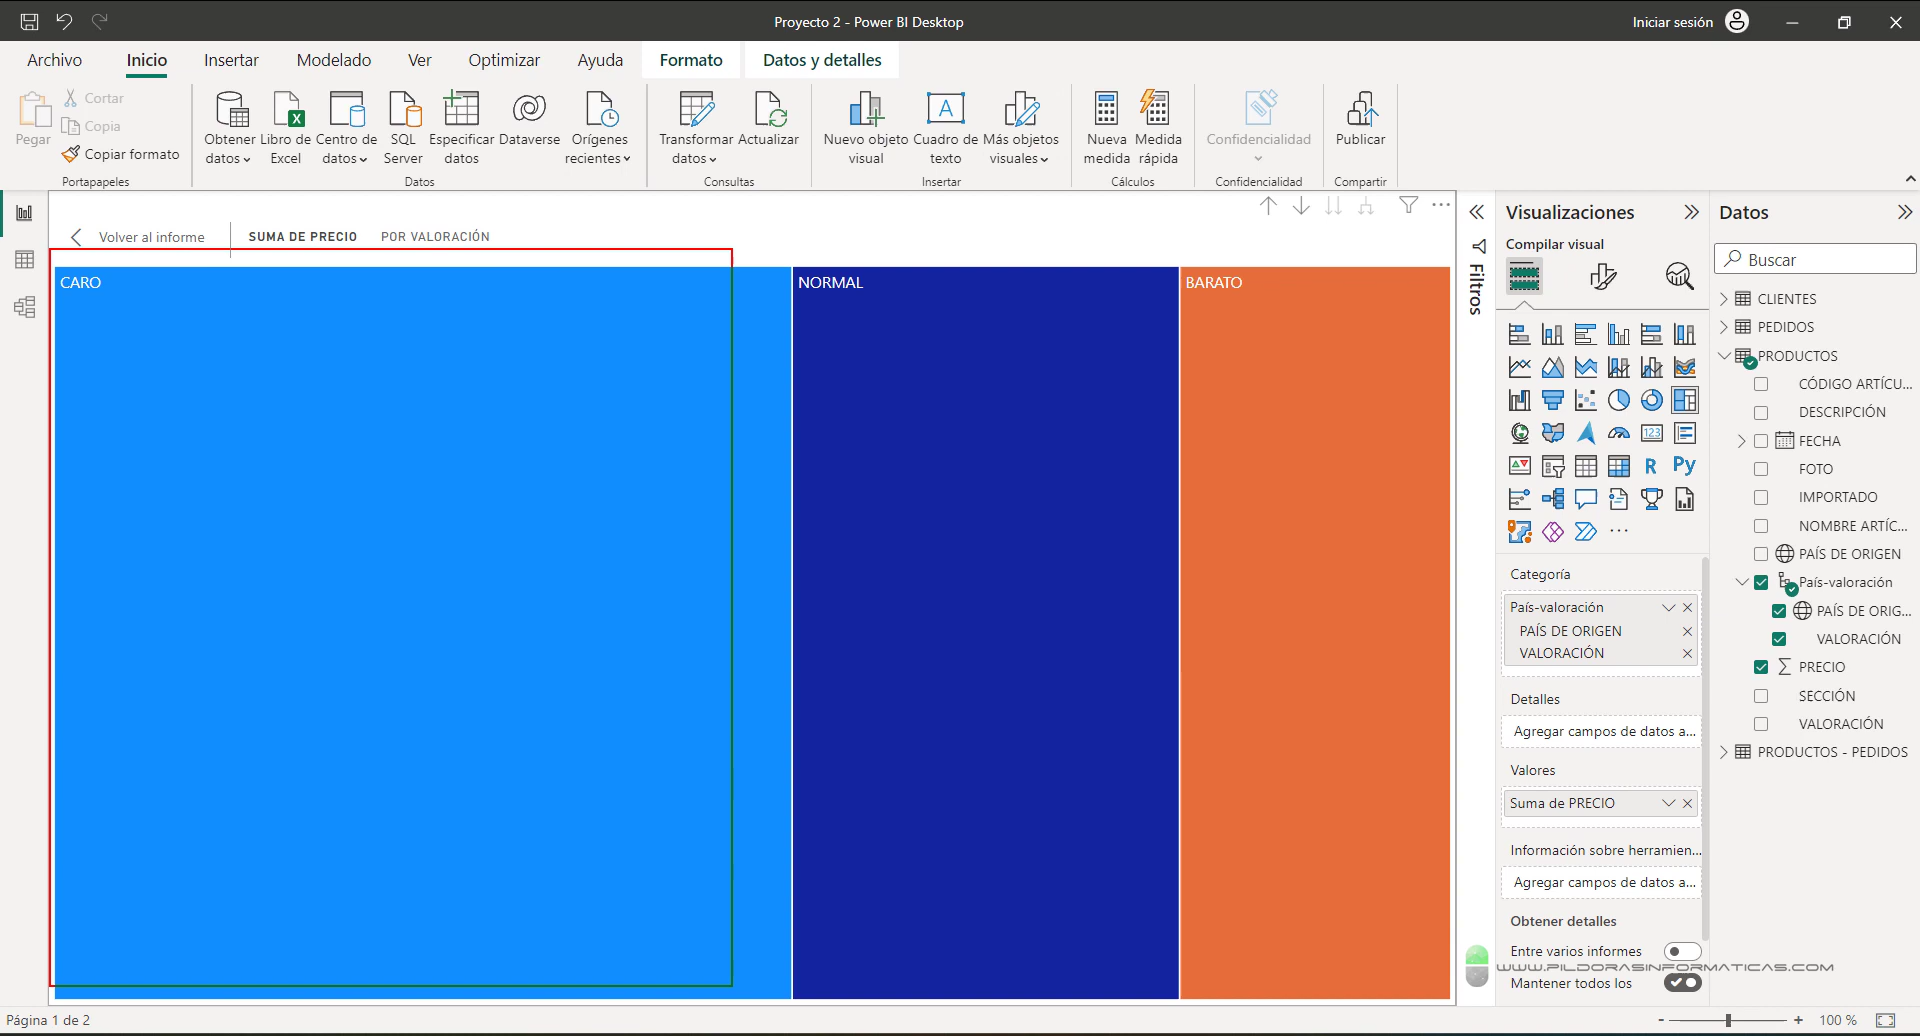 Proyecto 2 - Power BI Desktop
Iniciar sesión
Archivo
Inicio
Insertar
Modelado
Ver
Optimizar
Ayuda
Formato
Datos y detalles
Pegar
Cortar
Copia
Copiar formato
Portapapeles
Obtener datos
Libro de Excel
Centro de datos
SQL Server
Especificar datos
Dataverse
Orígenes recientes
Datos
Transformar datos
Actualizar
Consultas
Nuevo objeto visual
Cuadro de texto
Más objetos visuales
Insertar
Nueva medida
Medida rápida
Cálculos
Confidencialidad
Confidencialidad
Publicar
Compartir
Volver al informe
SUMA DE PRECIO
POR VALORACIÓN
CARO
NORMAL
BARATO
Filtros
Visualizaciones
Compilar visual
123
R
Py
Categoría
País-valoración
PAÍS DE ORIGEN
VALORACIÓN
Detalles
Agregar campos de datos a...
Valores
Suma de PRECIO
Información sobre herramien...
Agregar campos de datos a...
Obtener detalles
Entre varios informes
Mantener todos los
Datos
Buscar
CLIENTES
PEDIDOS
PRODUCTOS
CÓDIGO ARTÍCU...
DESCRIPCIÓN
FECHA
FOTO
IMPORTADO
NOMBRE ARTÍC...
PAÍS DE ORIGEN
País-valoración
PAÍS DE ORIG...
VALORACIÓN
PRECIO
SECCIÓN
VALORACIÓN
PRODUCTOS - PEDIDOS
WWW.PILDORASINFORMATICAS.COM
Página 1 de 2
- + 100 %